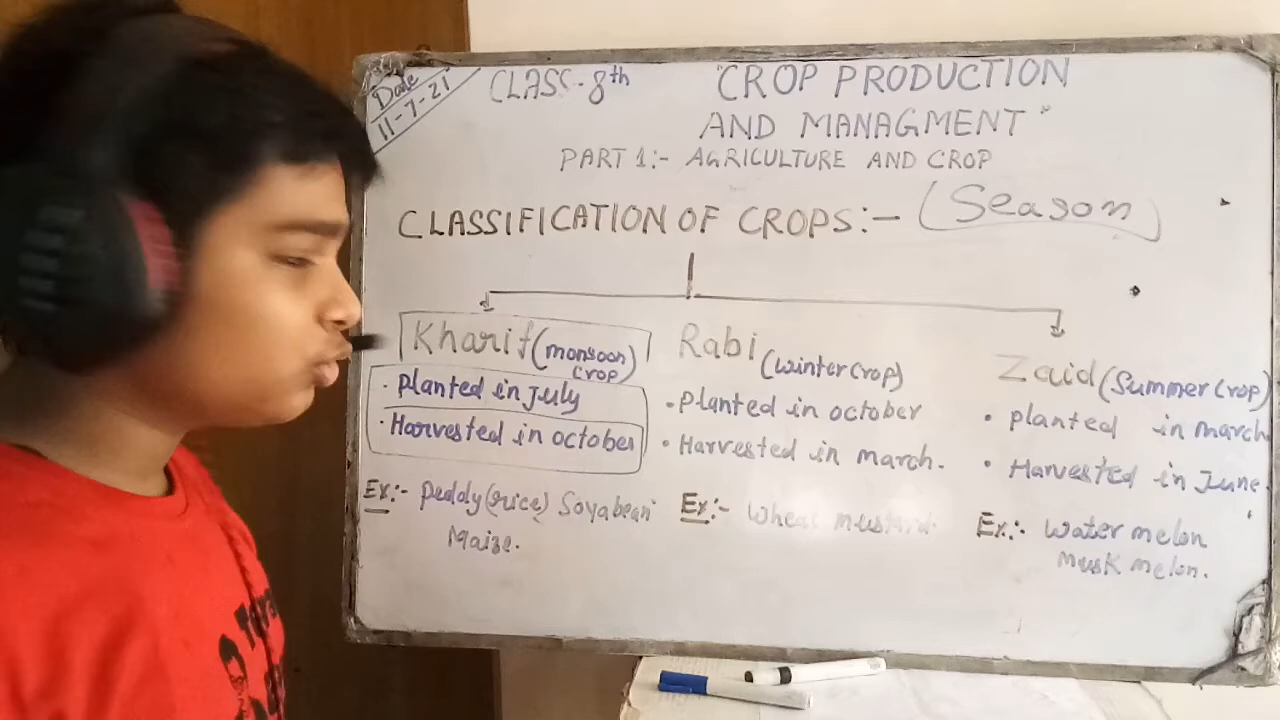 Date
11-7-21
CLASS-8th
"CROP PRODUCTION
AND MANAGMENT"
PART 1:- AGRICULTURE AND CROP
CLASSIFICATION OF CROPS:- (Season)
Kharif (monsoon crop)
· Planted in July
· Harvested in october
Ex:- Peddy(rice) Soyabean
Maize.
Rabi (winter crop)
· Planted in october
· Harvested in march.
Ex:- Wheat mustard.
Zaid (Summer crop)
· planted in march
· Harvested in June.
Ex:- Water melon
Musk melon.